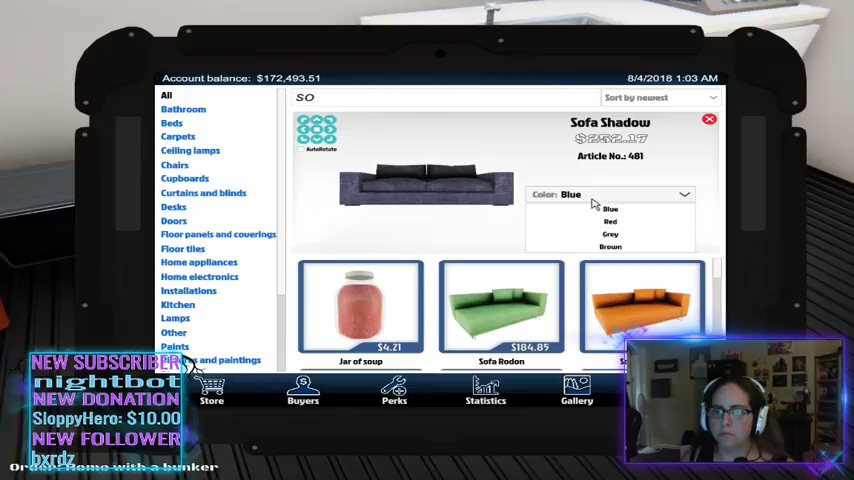 Account balance: $172,493.51
8/4/2018 1:03 AM
All
Bathroom
Beds
Carpets
Ceiling lamps
Chairs
Cupboards
Curtains and blinds
Desks
Doors
Floor panels and coverings
Floor tiles
Home appliances
Home electronics
Installations
Kitchen
Lamps
Other
Paints
and paintings
SO
Sort by newest
AutoRotate
Sofa Shadow
$252.17
Article No.: 481
Color: Blue
Blue
Red
Grey
Brown
$4.21
Jar of soup
$184.85
Sofa Rodon
Store
Buyers
Perks
Statistics
Gallery
NEW SUBSCRIBER
nightbot
NEW DONATION
SloppyHero: $10.00
NEW FOLLOWER
bxrdz
Order: Home with a bunker